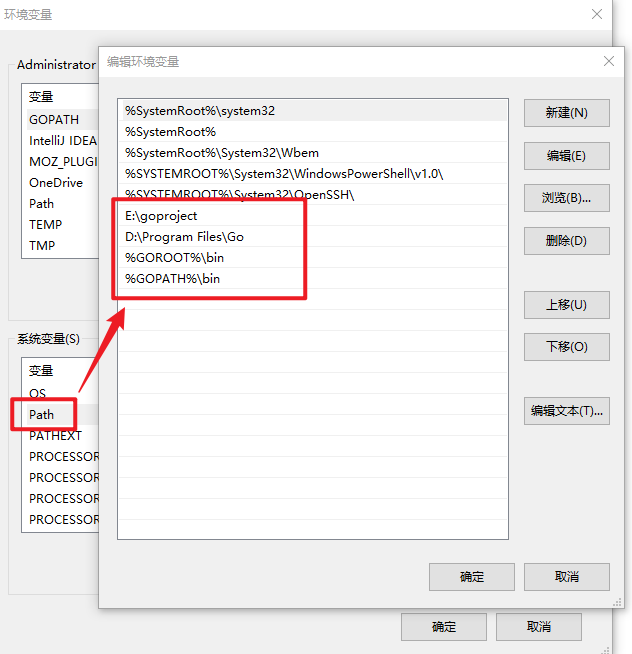 环境变量
Administrator
变量
GOPATH
IntelliJ IDEA
MOZ_PLUGI
OneDrive
Path
TEMP
TMP
系统变量(S)
变量
OS
Path
PATHEXT
PROCESSOR
PROCESSOR
PROCESSOR
PROCESSOR
确定
取消
编辑环境变量
%SystemRoot%\system32
%SystemRoot%
%SystemRoot%\System32\Wbem
%SYSTEMROOT%\System32\WindowsPowerShell\v1.0\
%SYSTEMROOT%\System32\OpenSSH\
E:\goproject
D:\Program Files\Go
%GOROOT%\bin
%GOPATH%\bin
新建(N)
编辑(E)
浏览(B)...
删除(D)
上移(U)
下移(O)
编辑文本(T)...
确定
取消